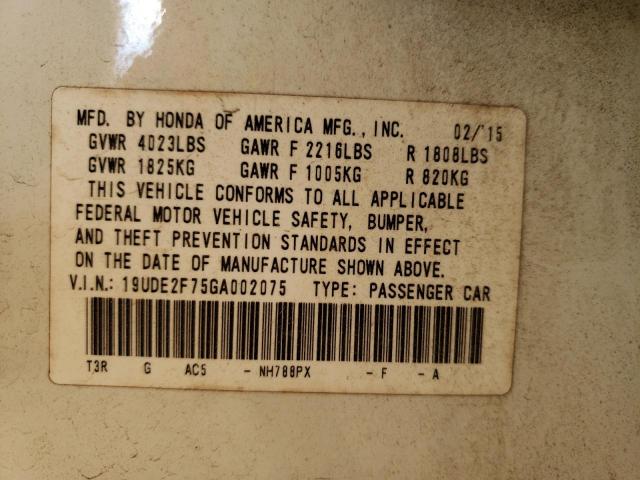 MFD. BY HONDA OF AMERICA MFG., INC. 02/'15
GVWR 4023LBS GAWR F 2216LBS R 1808LBS
GVWR 1825KG GAWR F 1005KG R 820KG
THIS VEHICLE CONFORMS TO ALL APPLICABLE
FEDERAL MOTOR VEHICLE SAFETY, BUMPER,
AND THEFT PREVENTION STANDARDS IN EFFECT
ON THE DATE OF MANUFACTURE SHOWN ABOVE.
V.I.N.: 19UDE2F75GA002075 TYPE: PASSENGER CAR
T3R G AC5 - NH788PX - F - A